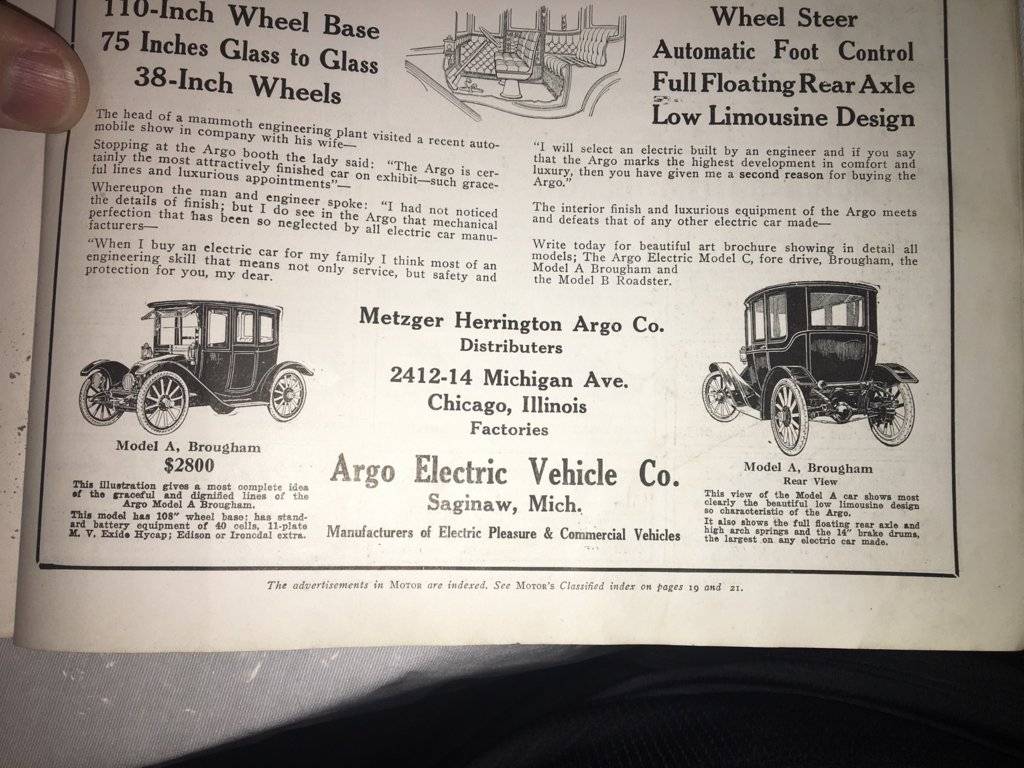 110-Inch Wheel Base
75 Inches Glass to Glass
38-Inch Wheels
Wheel Steer
Automatic Foot Control
Full Floating Rear Axle
Low Limousine Design
The head of a mammoth engineering plant visited a recent auto-
mobile show in company with his wife—
Stopping at the Argo booth the lady said: "The Argo is cer-
tainly the most attractively finished car on exhibit—such grace-
ful lines and luxurious appointments"—
Whereupon the man and engineer spoke: "I had not noticed
the details of finish; but I do see in the Argo that mechanical
perfection that has been so neglected by all electric car manu-
facturers—
"When I buy an electric car for my family I think most of an
engineering skill that means not only service, but safety and
protection for you, my dear.
"I will select an electric built by an engineer and if you say
that the Argo marks the highest development in comfort and
luxury, then you have given me a second reason for buying the
Argo."
The interior finish and luxurious equipment of the Argo meets
and defeats that of any other electric car made—
Write today for beautiful art brochure showing in detail all
models; The Argo Electric Model C, fore drive, Brougham, the
Model A Brougham and
the Model B Roadster.
Metzger Herrington Argo Co.
Distributers
2412-14 Michigan Ave.
Chicago, Illinois
Factories
Argo Electric Vehicle Co.
Saginaw, Mich.
Manufacturers of Electric Pleasure & Commercial Vehicles
Model A, Brougham
$2800
This illustration gives a most complete idea
of the graceful and dignified lines of the
Argo Model A Brougham.
This model has 108" wheel base; has stand-
ard battery equipment of 40 cells, 11-plate
M. V. Exide Hycap; Edison or Ironclad extra.
Model A, Brougham
Rear View
This view of the Model A car shows most
clearly the beautiful low limousine design
so characteristic of the Argo.
It also shows the full floating rear axle and
high arch springs and the 14" brake drums,
the largest on any electric car made.
The advertisements in MOTOR are indexed. See MOTOR'S Classified index on pages 19 and 21.